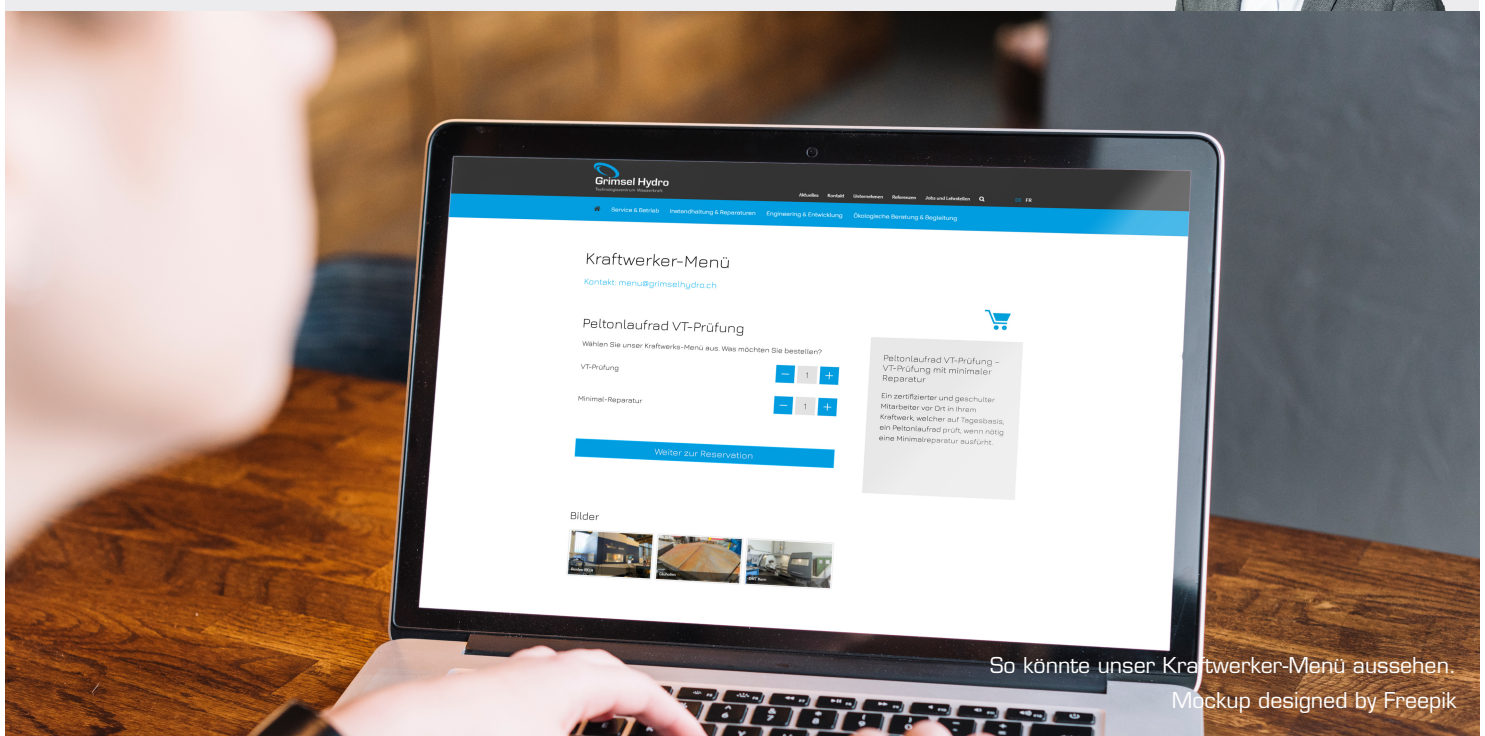 Grimsel Hydro
Technologiezentrum Wasserkraft
Aktuelles Kontakt Unternehmen Referenzen Jobs und Lehrstellen DE FR
Service & Betrieb Instandhaltung & Reparaturen Engineering & Entwicklung Ökologische Beratung & Begleitung
Kraftwerker-Menü
Kontakt: menu@grimselhydro.ch
Peltonlaufrad VT-Prüfung
Wählen Sie unser Kraftwerks-Menü aus. Was möchten Sie bestellen?
VT-Prüfung
1
Minimal-Reparatur
1
Weiter zur Reservation
Peltonlaufrad VT-Prüfung –
VT-Prüfung mit minimaler
Reparatur
Ein zertifizierter und geschulter
Mitarbeiter vor Ort in Ihrem
Kraftwerk, welcher auf Tagesbasis,
ein Peltonlaufrad prüft, wenn nötig
eine Minimalreparatur ausführt.
Bilder
So könnte unser Kraftwerker-Menü aussehen.
Mockup designed by Freepik